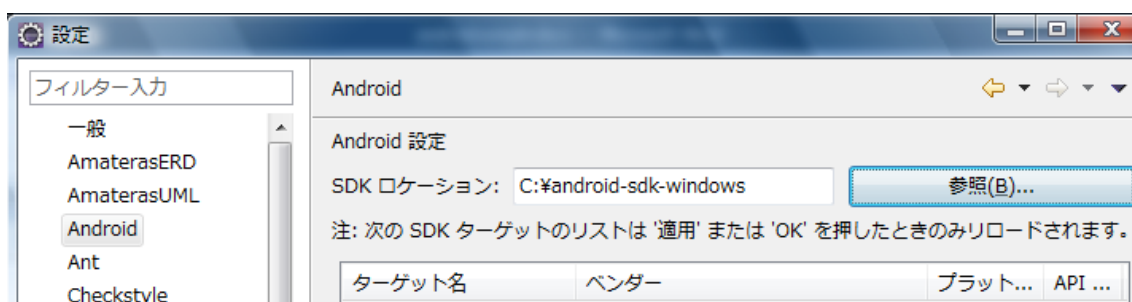 設定
フィルター入力
一般
AmaterasERD
AmaterasUML
Android
Ant
Checkstyle
Android
Android 設定
SDK ロケーション: C:¥android-sdk-windows 参照(B)...
注: 次の SDK ターゲットのリストは '適用' または 'OK' を押したときのみリロードされます。
ターゲット名 ベンダー プラット... API ...